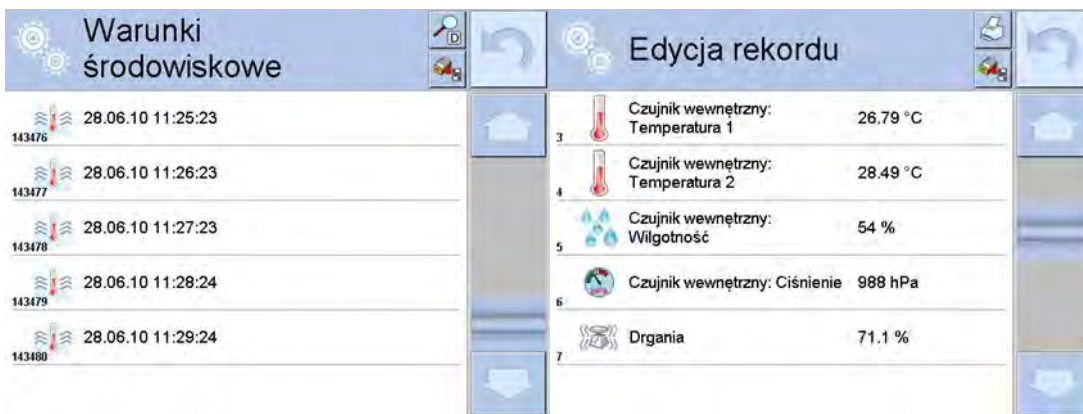 Warunki
środowiskowe
D
28.06.10 11:25:23
143476
28.06.10 11:26:23
143477
28.06.10 11:27:23
143478
28.06.10 11:28:24
143479
28.06.10 11:29:24
143480
Edycja rekordu
Czujnik wewnętrzny:
Temperatura 1 26.79 °C
3
Czujnik wewnętrzny:
Temperatura 2 28.49 °C
4
Czujnik wewnętrzny:
Wilgotność 54 %
5
Czujnik wewnętrzny: Ciśnienie 988 hPa
6
Drgania 71.1 %
7